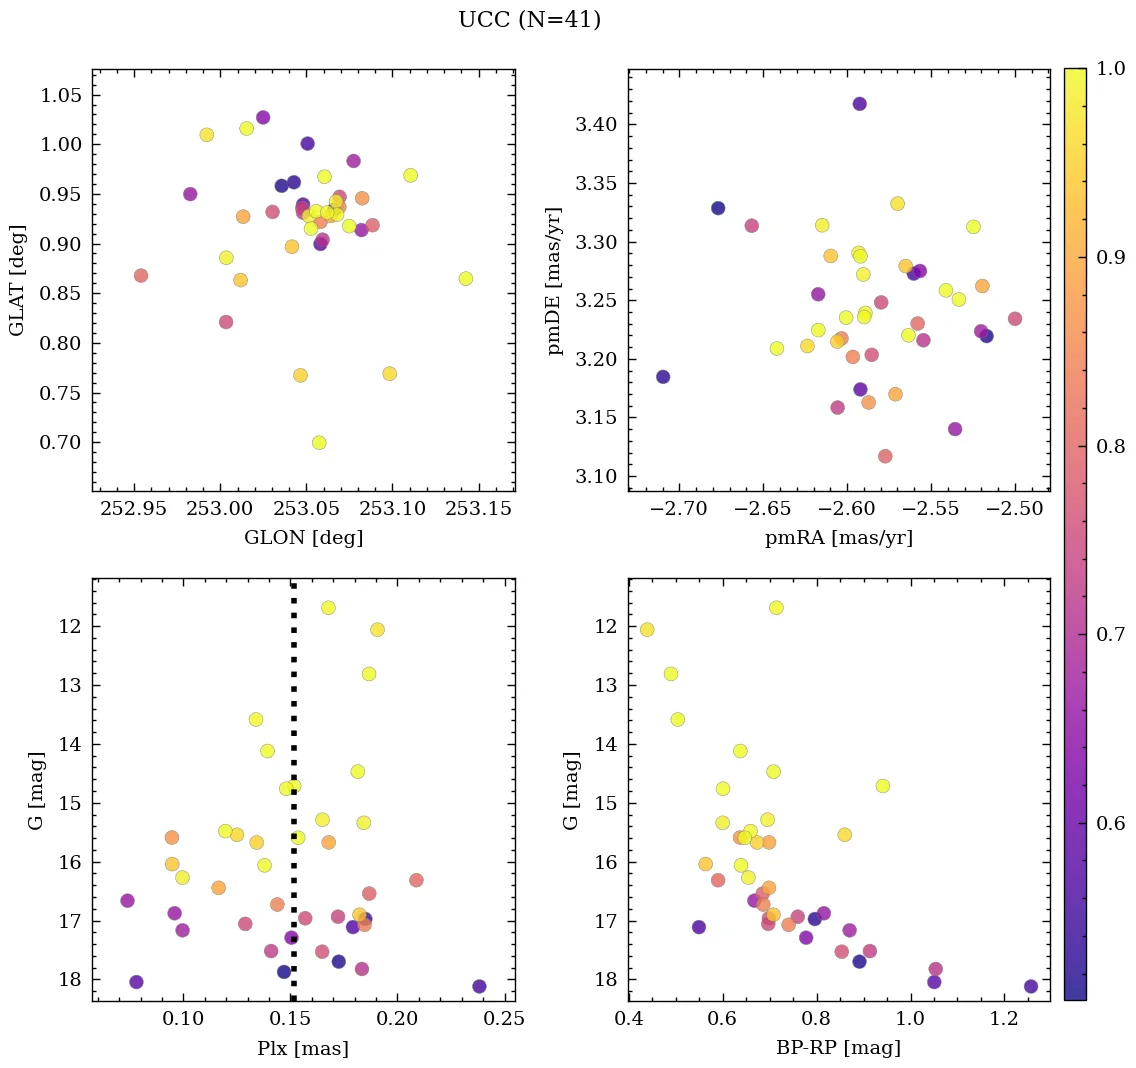 UCC (N=41)
1.05
1.00
0.95
0.90
0.85
0.80
0.75
0.70
GLAT [deg]
252.95 253.00 253.05 253.10 253.15
GLON [deg]
3.40
3.35
3.30
3.25
3.20
3.15
3.10
pmDE [mas/yr]
−2.70 −2.65 −2.60 −2.55 −2.50
pmRA [mas/yr]
1.0
0.9
0.8
0.7
0.6
12
13
14
15
16
17
18
G [mag]
0.10 0.15 0.20 0.25
Plx [mas]
12
13
14
15
16
17
18
G [mag]
0.4 0.6 0.8 1.0 1.2
BP-RP [mag]